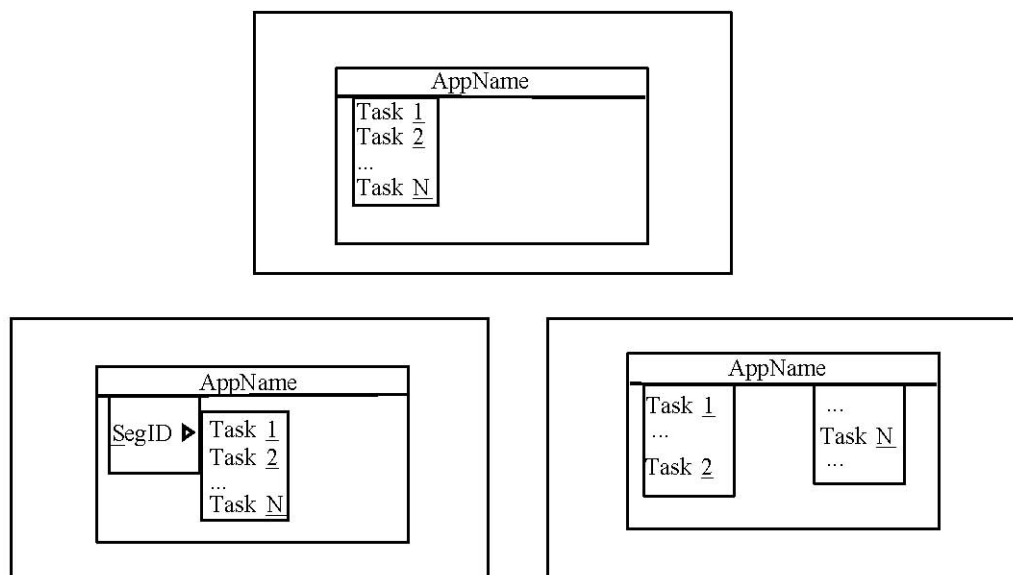 AppName
Task 1
Task 2
...
Task N
AppName
SegID
Task 1
Task 2
...
Task N
AppName
Task 1
...
Task 2
...
Task N
...